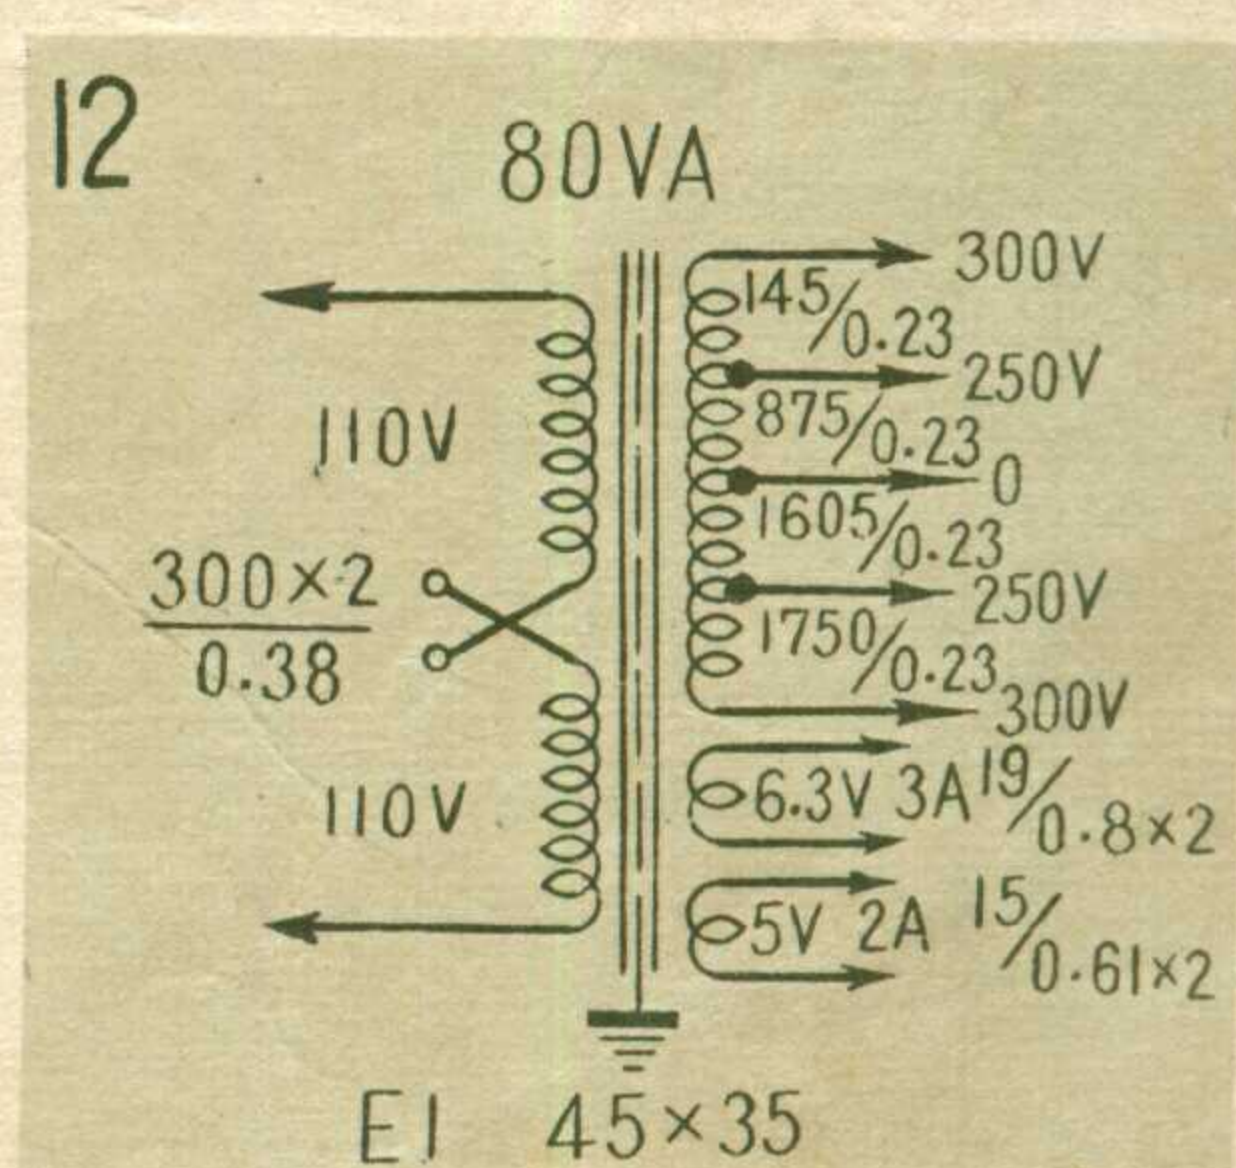 12
80VA
300V
145/0.23
250V
110V
875/0.23
0
1605/0.23
300×2
0.38
250V
1750/0.23
300V
110V
6.3V 3A 19/0.8×2
5V 2A 15/0.61×2
EI 45×35